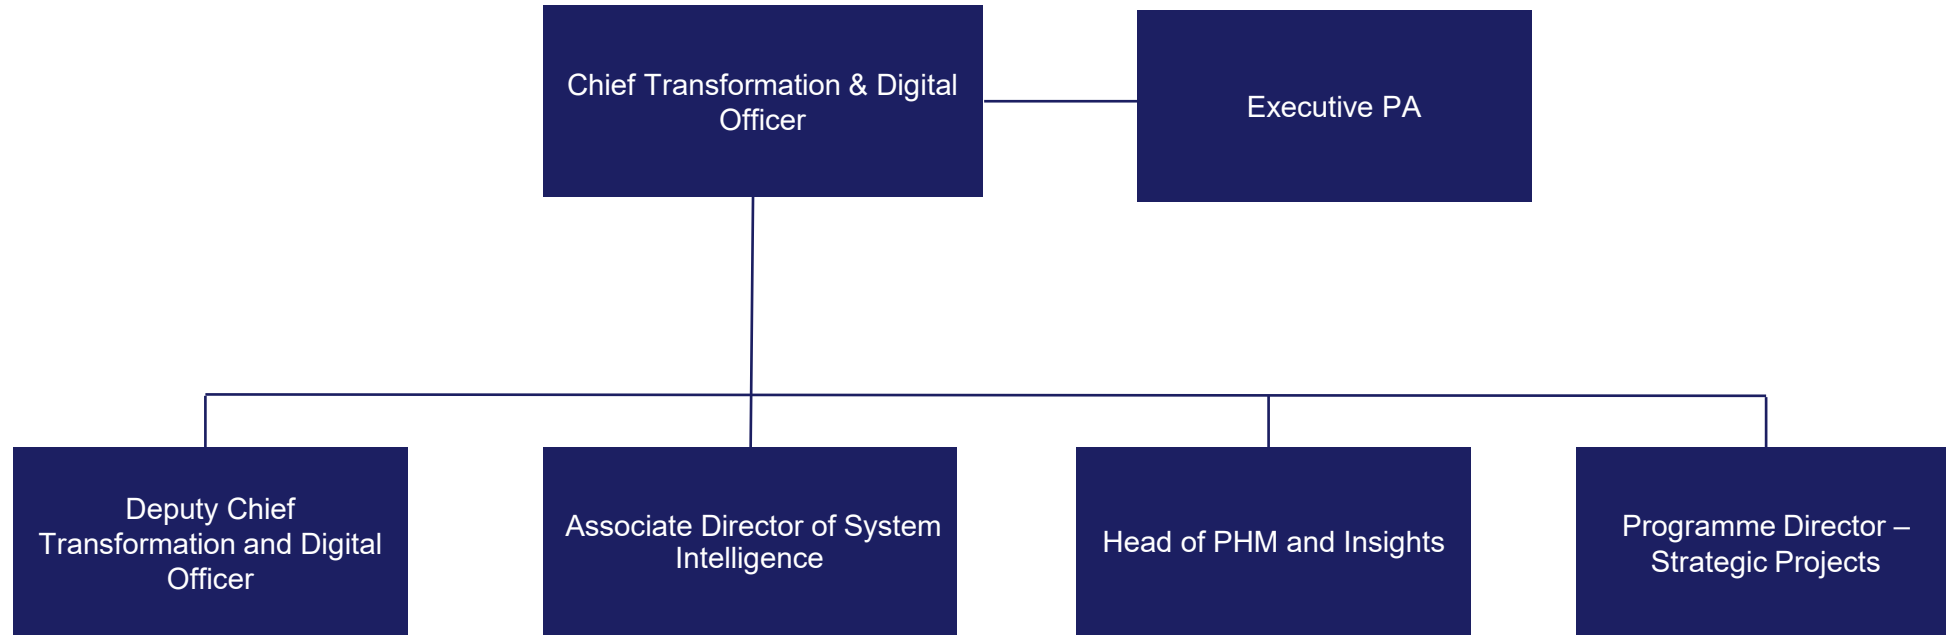 Chief Transformation & Digital
Officer
Executive PA
Deputy Chief
Transformation and Digital
Officer
Associate Director of System
Intelligence
Head of PHM and Insights
Programme Director –
Strategic Projects